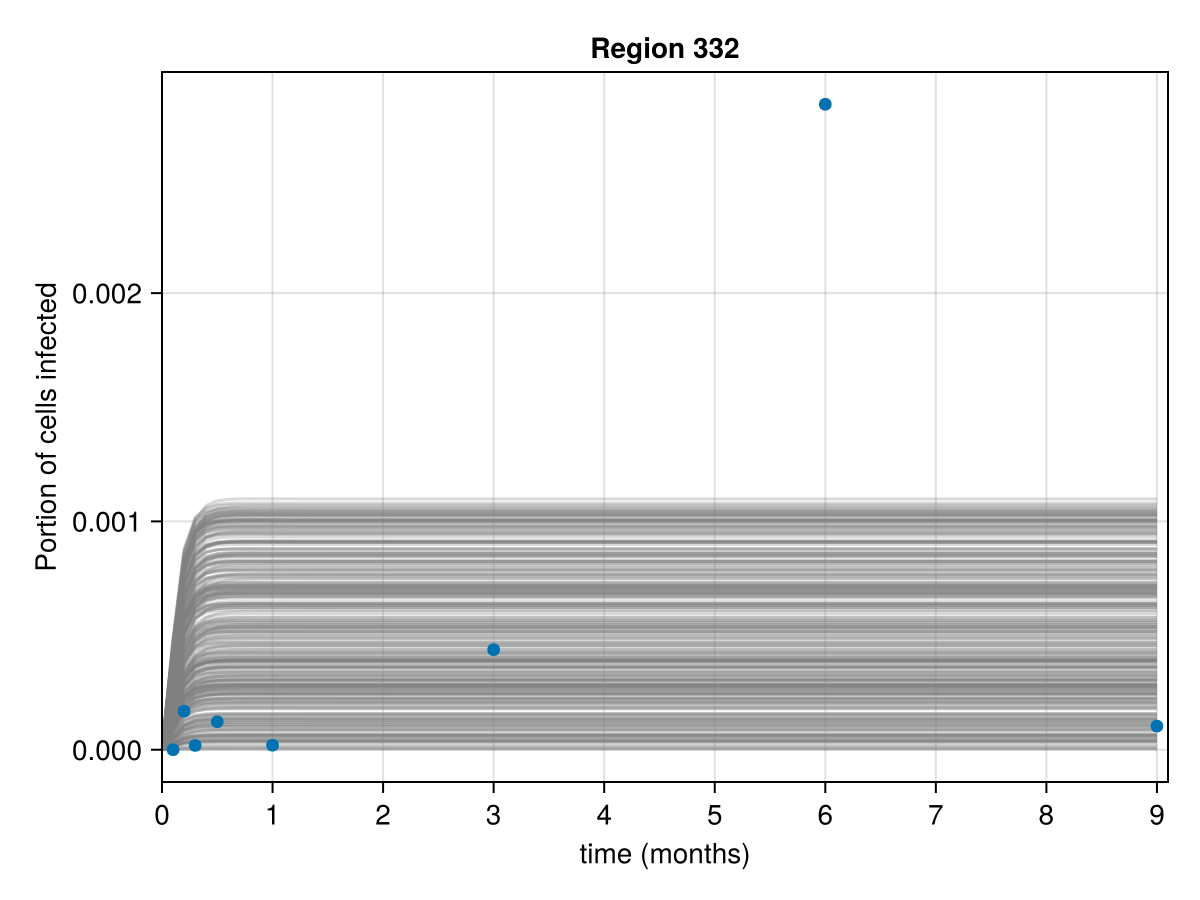 Region 332
Portion of cells infected
0.002
0.001
0.000
0 1 2 3 4 5 6 7 8 9
time (months)